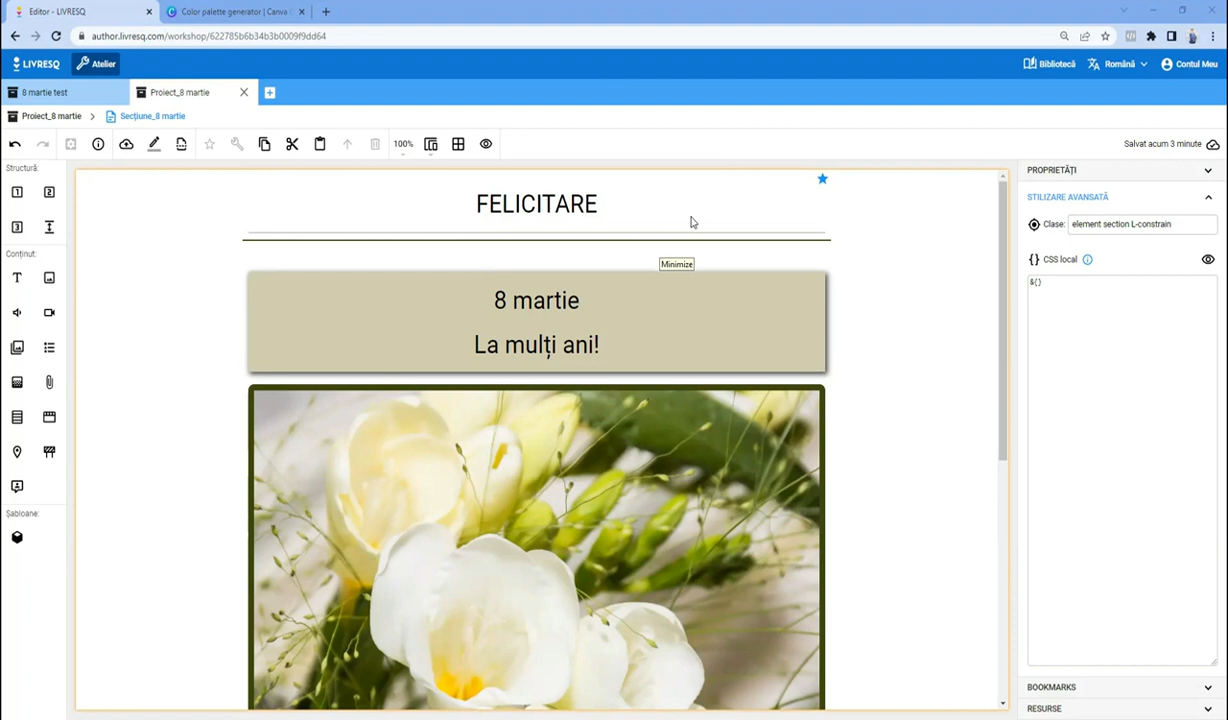 Editor - LIVRESQ
Color palette generator | Canva
author.livresq.com/workshop/622785b6b34b3b0009f9dd64
LIVRESQ
Atelier
Bibliotecă
Română
Contul Meu
8 martie test
Proiect_8 martie
Proiect_8 martie
Secțiune_8 martie
100%
Salvat acum 3 minute
Structură:
Conținut:
Șabloane:
FELICITARE
Minimize
8 martie
La mulți ani!
PROPRIETĂȚI
STILIZARE AVANSATĂ
Clase:
element section L-constrain
{} CSS local
&{}
BOOKMARKS
RESURSE